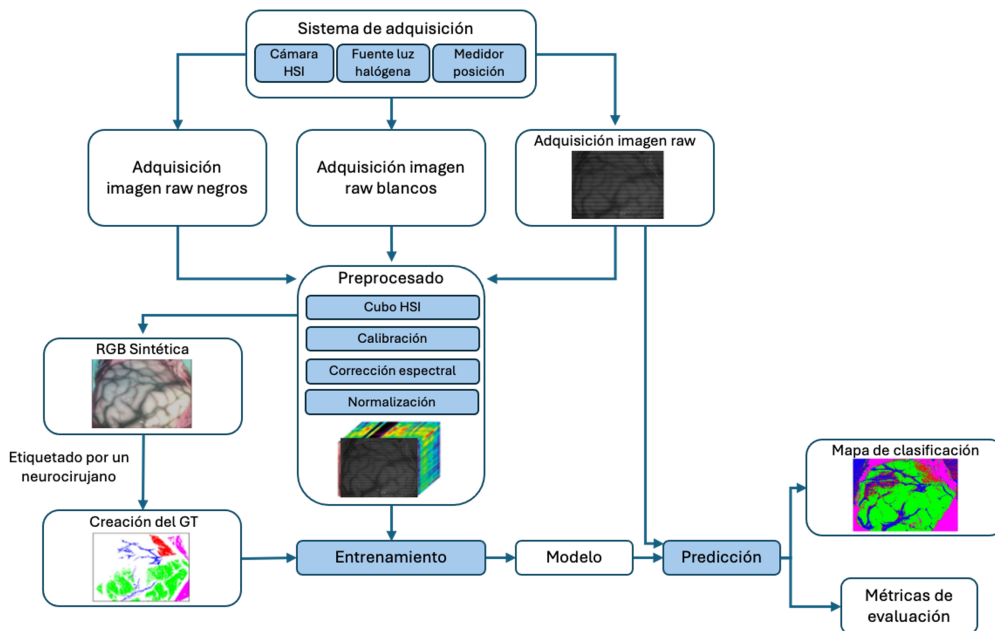 Sistema de adquisición
Cámara
HSI
Fuente luz
halógena
Medidor
posición
Adquisición
imagen raw negros
Adquisición imagen
raw blancos
Adquisición imagen raw
Preprocesado
Cubo HSI
Calibración
Corrección espectral
Normalización
RGB Sintética
Etiquetado por un
neurocirujano
Creación del GT
Entrenamiento
Modelo
Predicción
Mapa de clasificación
Métricas de
evaluación